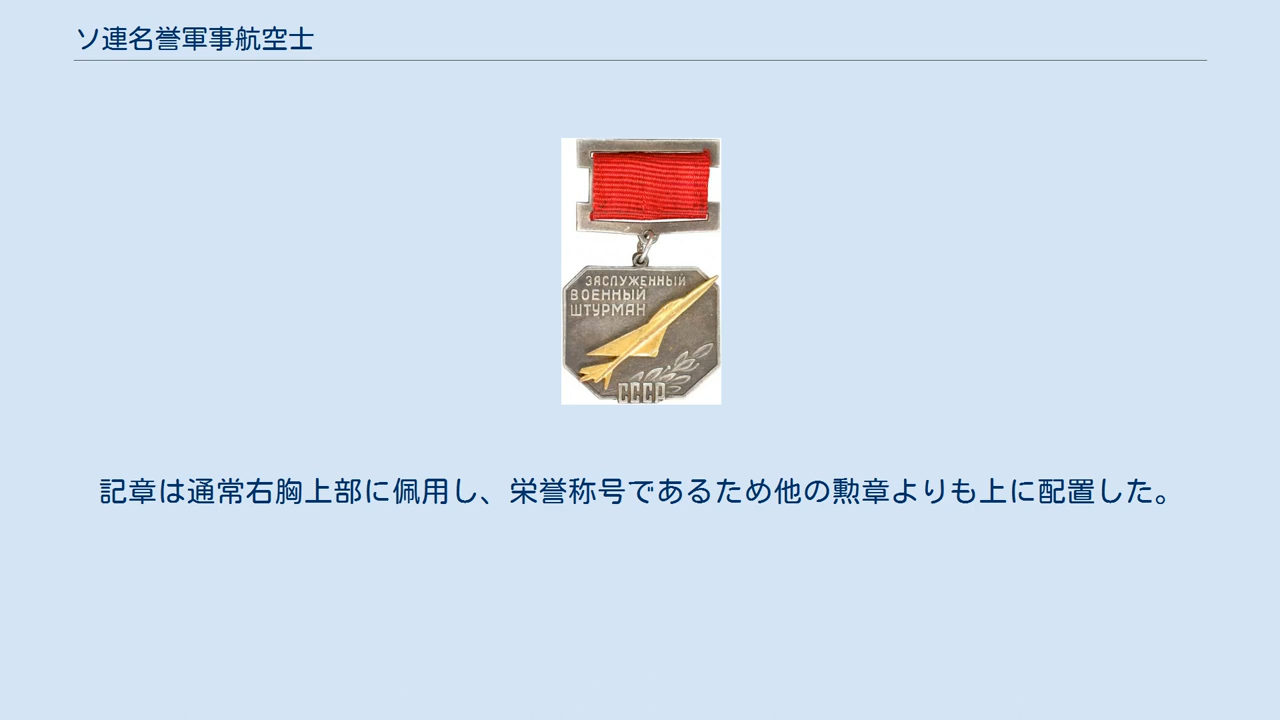 ソ連名誉軍事航空士
ЗАСЛУЖЕННЫЙ
ВОЕННЫЙ
ШТУРМАН
СССР
記章は通常右胸上部に佩用し、栄誉称号であるため他の勲章よりも上に配置した。